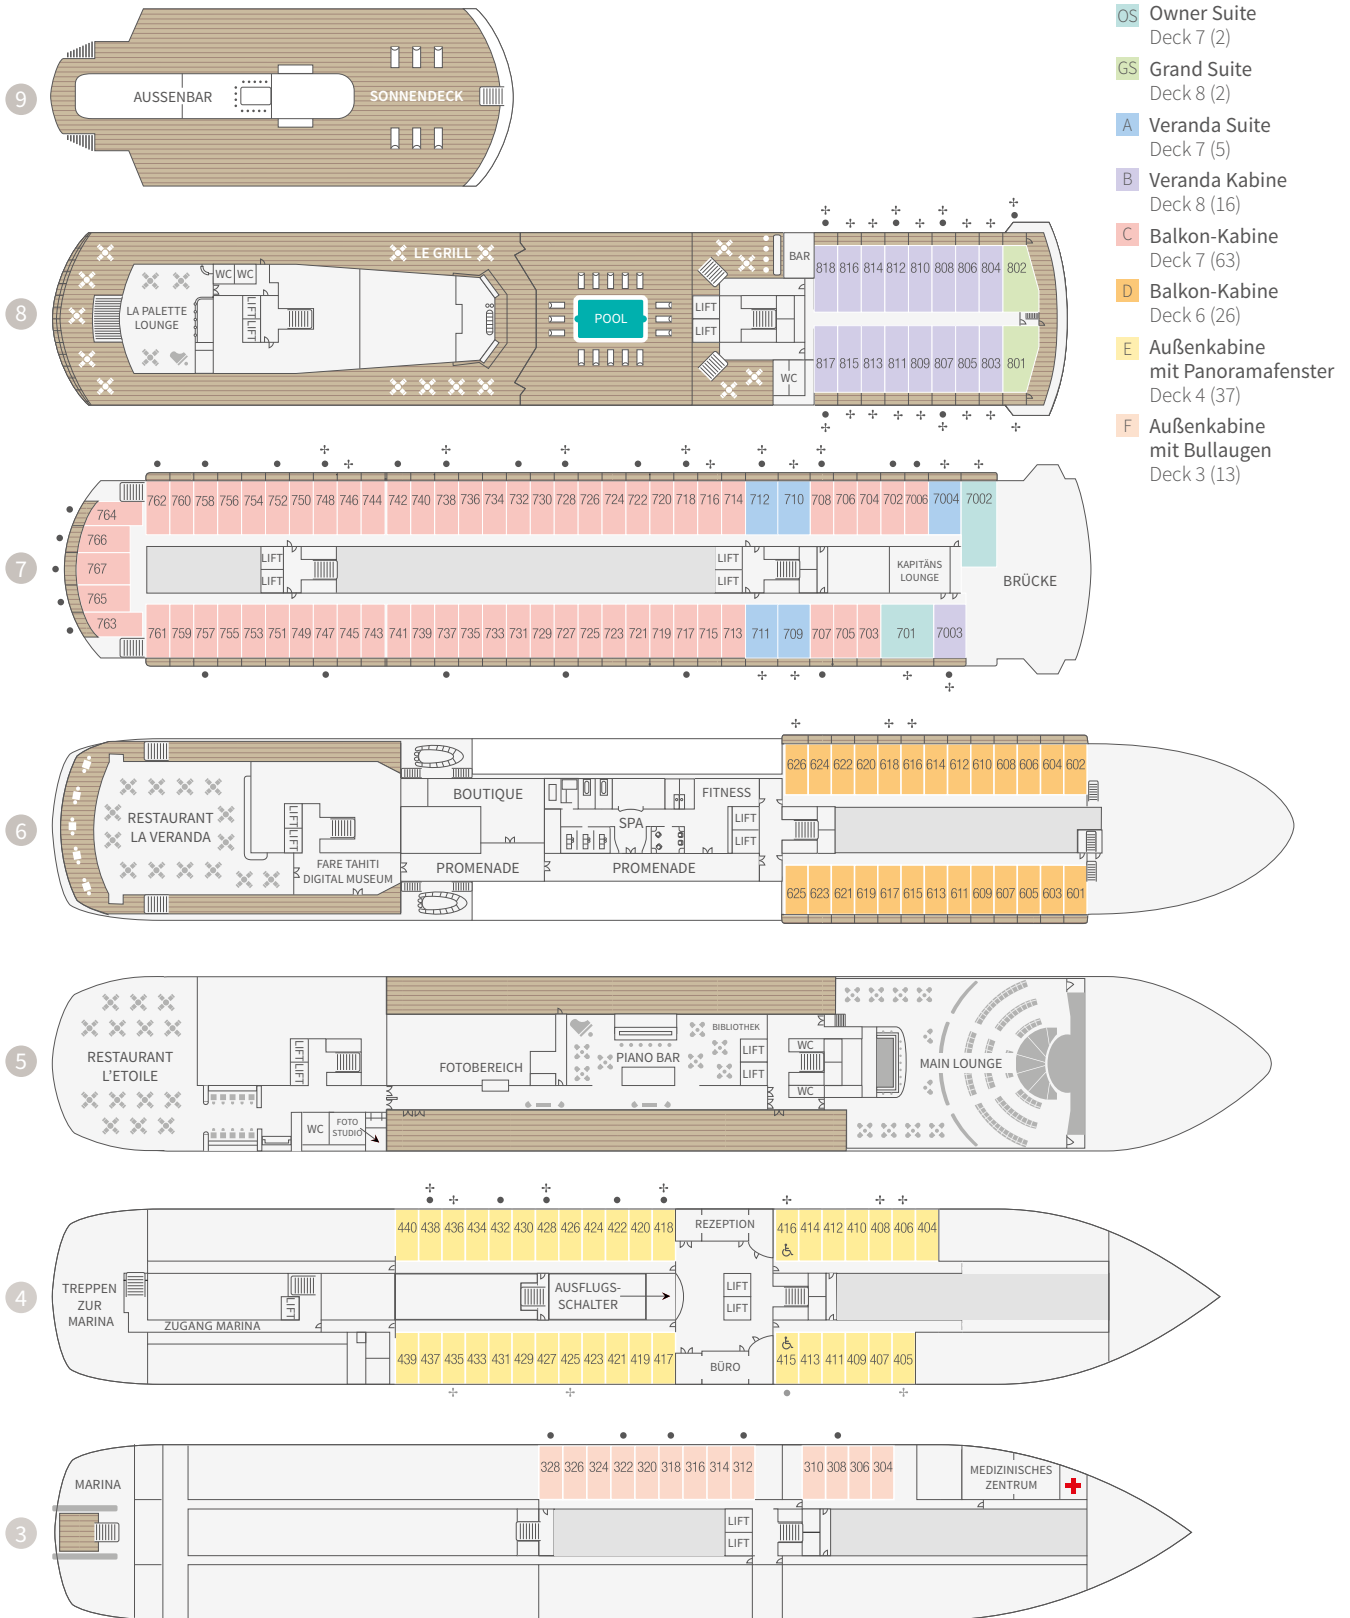 OS Owner Suite
Deck 7 (2)
GS Grand Suite
Deck 8 (2)
A Veranda Suite
Deck 7 (5)
B Veranda Kabine
Deck 8 (16)
C Balkon-Kabine
Deck 7 (63)
D Balkon-Kabine
Deck 6 (26)
E Außenkabine
mit Panoramafenster
Deck 4 (37)
F Außenkabine
mit Bullaugen
Deck 3 (13)
9
AUSSENBAR
SONNENDECK
8
LE GRILL
BAR
WC WC
LA PALETTE
LOUNGE
LIFT
LIFT
POOL
LIFT
LIFT
WC
818 816 814 812 810 808 806 804 802
817 815 813 811 809 807 805 803 801
7
762 760 758 756 754 752 750 748 746 744 742 740 738 736 734 732 730 728 726 724 722 720 718 716 714 712 710 708 706 704 702 7006 7004 7002
764
766
767
765
763
LIFT
LIFT
LIFT
LIFT
KAPITÄNS
LOUNGE
BRÜCKE
761 759 757 755 753 751 749 747 745 743 741 739 737 735 733 731 729 727 725 723 721 719 717 715 713 711 709 707 705 703 701 7003
6
626 624 622 620 618 616 614 612 610 608 606 604 602
RESTAURANT
LA VERANDA
LIFT
LIFT
BOUTIQUE
FITNESS
SPA
LIFT
LIFT
FARE TAHITI
DIGITAL MUSEUM
PROMENADE
PROMENADE
625 623 621 619 617 615 613 611 609 607 605 603 601
5
RESTAURANT
L'ETOILE
LIFT
LIFT
FOTOBEREICH
PIANO BAR
BIBLIOTHEK
LIFT
LIFT
WC
WC
MAIN LOUNGE
WC
FOTO
STUDIO
4
440 438 436 434 432 430 428 426 424 422 420 418
REZEPTION
416 414 412 410 408 406 404
TREPPEN
ZUR
MARINA
LIFT
ZUGANG MARINA
AUSFLUGS-
SCHALTER
LIFT
LIFT
439 437 435 433 431 429 427 425 423 421 419 417
BÜRO
415 413 411 409 407 405
3
MARINA
328 326 324 322 320 318 316 314 312
310 308 306 304
MEDIZINISCHES
ZENTRUM
LIFT
LIFT